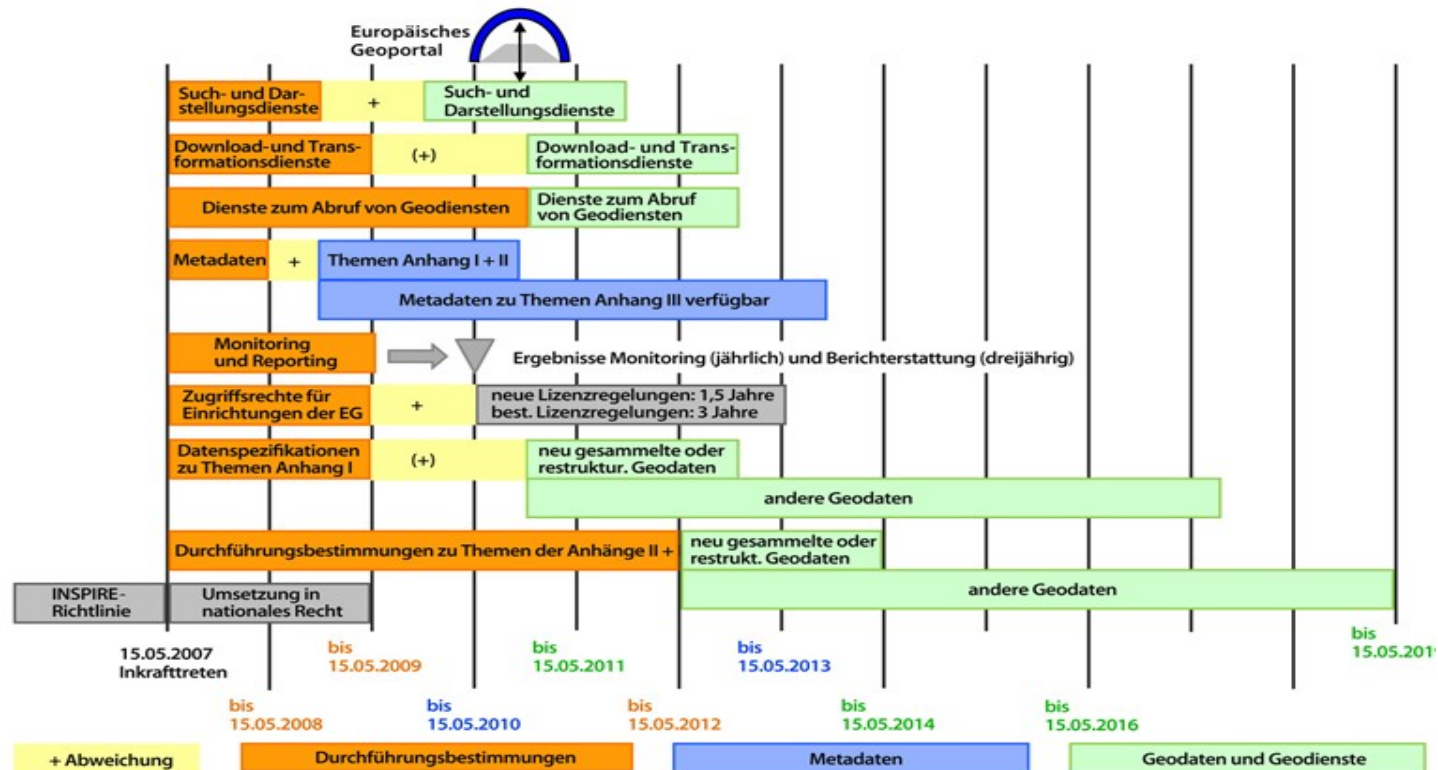 Europäisches
Geoportal
Such- und Dar-
stellungsdienste
+
Such- und
Darstellungsdienste
Download-und Trans-
formationsdienste
(+)
Download- und Trans-
formationsdienste
Dienste zum Abruf von Geodiensten
Dienste zum Abruf
von Geodiensten
Metadaten
+
Themen Anhang I + II
Metadaten zu Themen Anhang III verfügbar
Monitoring
und Reporting
Ergebnisse Monitoring (jährlich) und Berichterstattung (dreijährig)
Zugriffsrechte für
Einrichtungen der EG
+
neue Lizenzregelungen: 1,5 Jahre
best. Lizenzregelungen: 3 Jahre
Datenspezifikationen
zu Themen Anhang I
(+)
neu gesammelte oder
restruktur. Geodaten
andere Geodaten
Durchführungsbestimmungen zu Themen der Anhänge II +
neu gesammelte oder
restrukt. Geodaten
andere Geodaten
INSPIRE-
Richtlinie
Umsetzung in
nationales Recht
15.05.2007
Inkrafttreten
bis
15.05.2009
bis
15.05.2011
bis
15.05.2013
bis
15.05.2019
bis
15.05.2008
bis
15.05.2010
bis
15.05.2012
bis
15.05.2014
bis
15.05.2016
+ Abweichung
Durchführungsbestimmungen
Metadaten
Geodaten und Geodienste